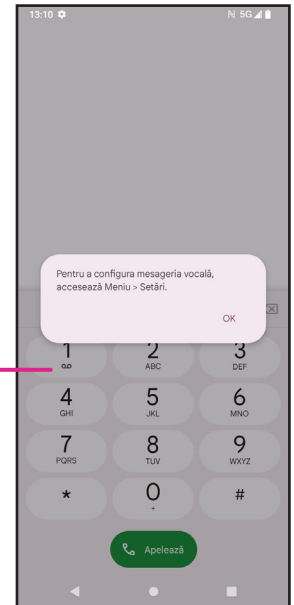 13:10 N 5G
Pentru a configura mesageria vocală,
accesează Meniu > Setări.
OK
1 2 3
ABC DEF
4 5 6
GHI JKL MNO
7 8 9
PQRS TUV WXYZ
* 0 #
+
Apelează